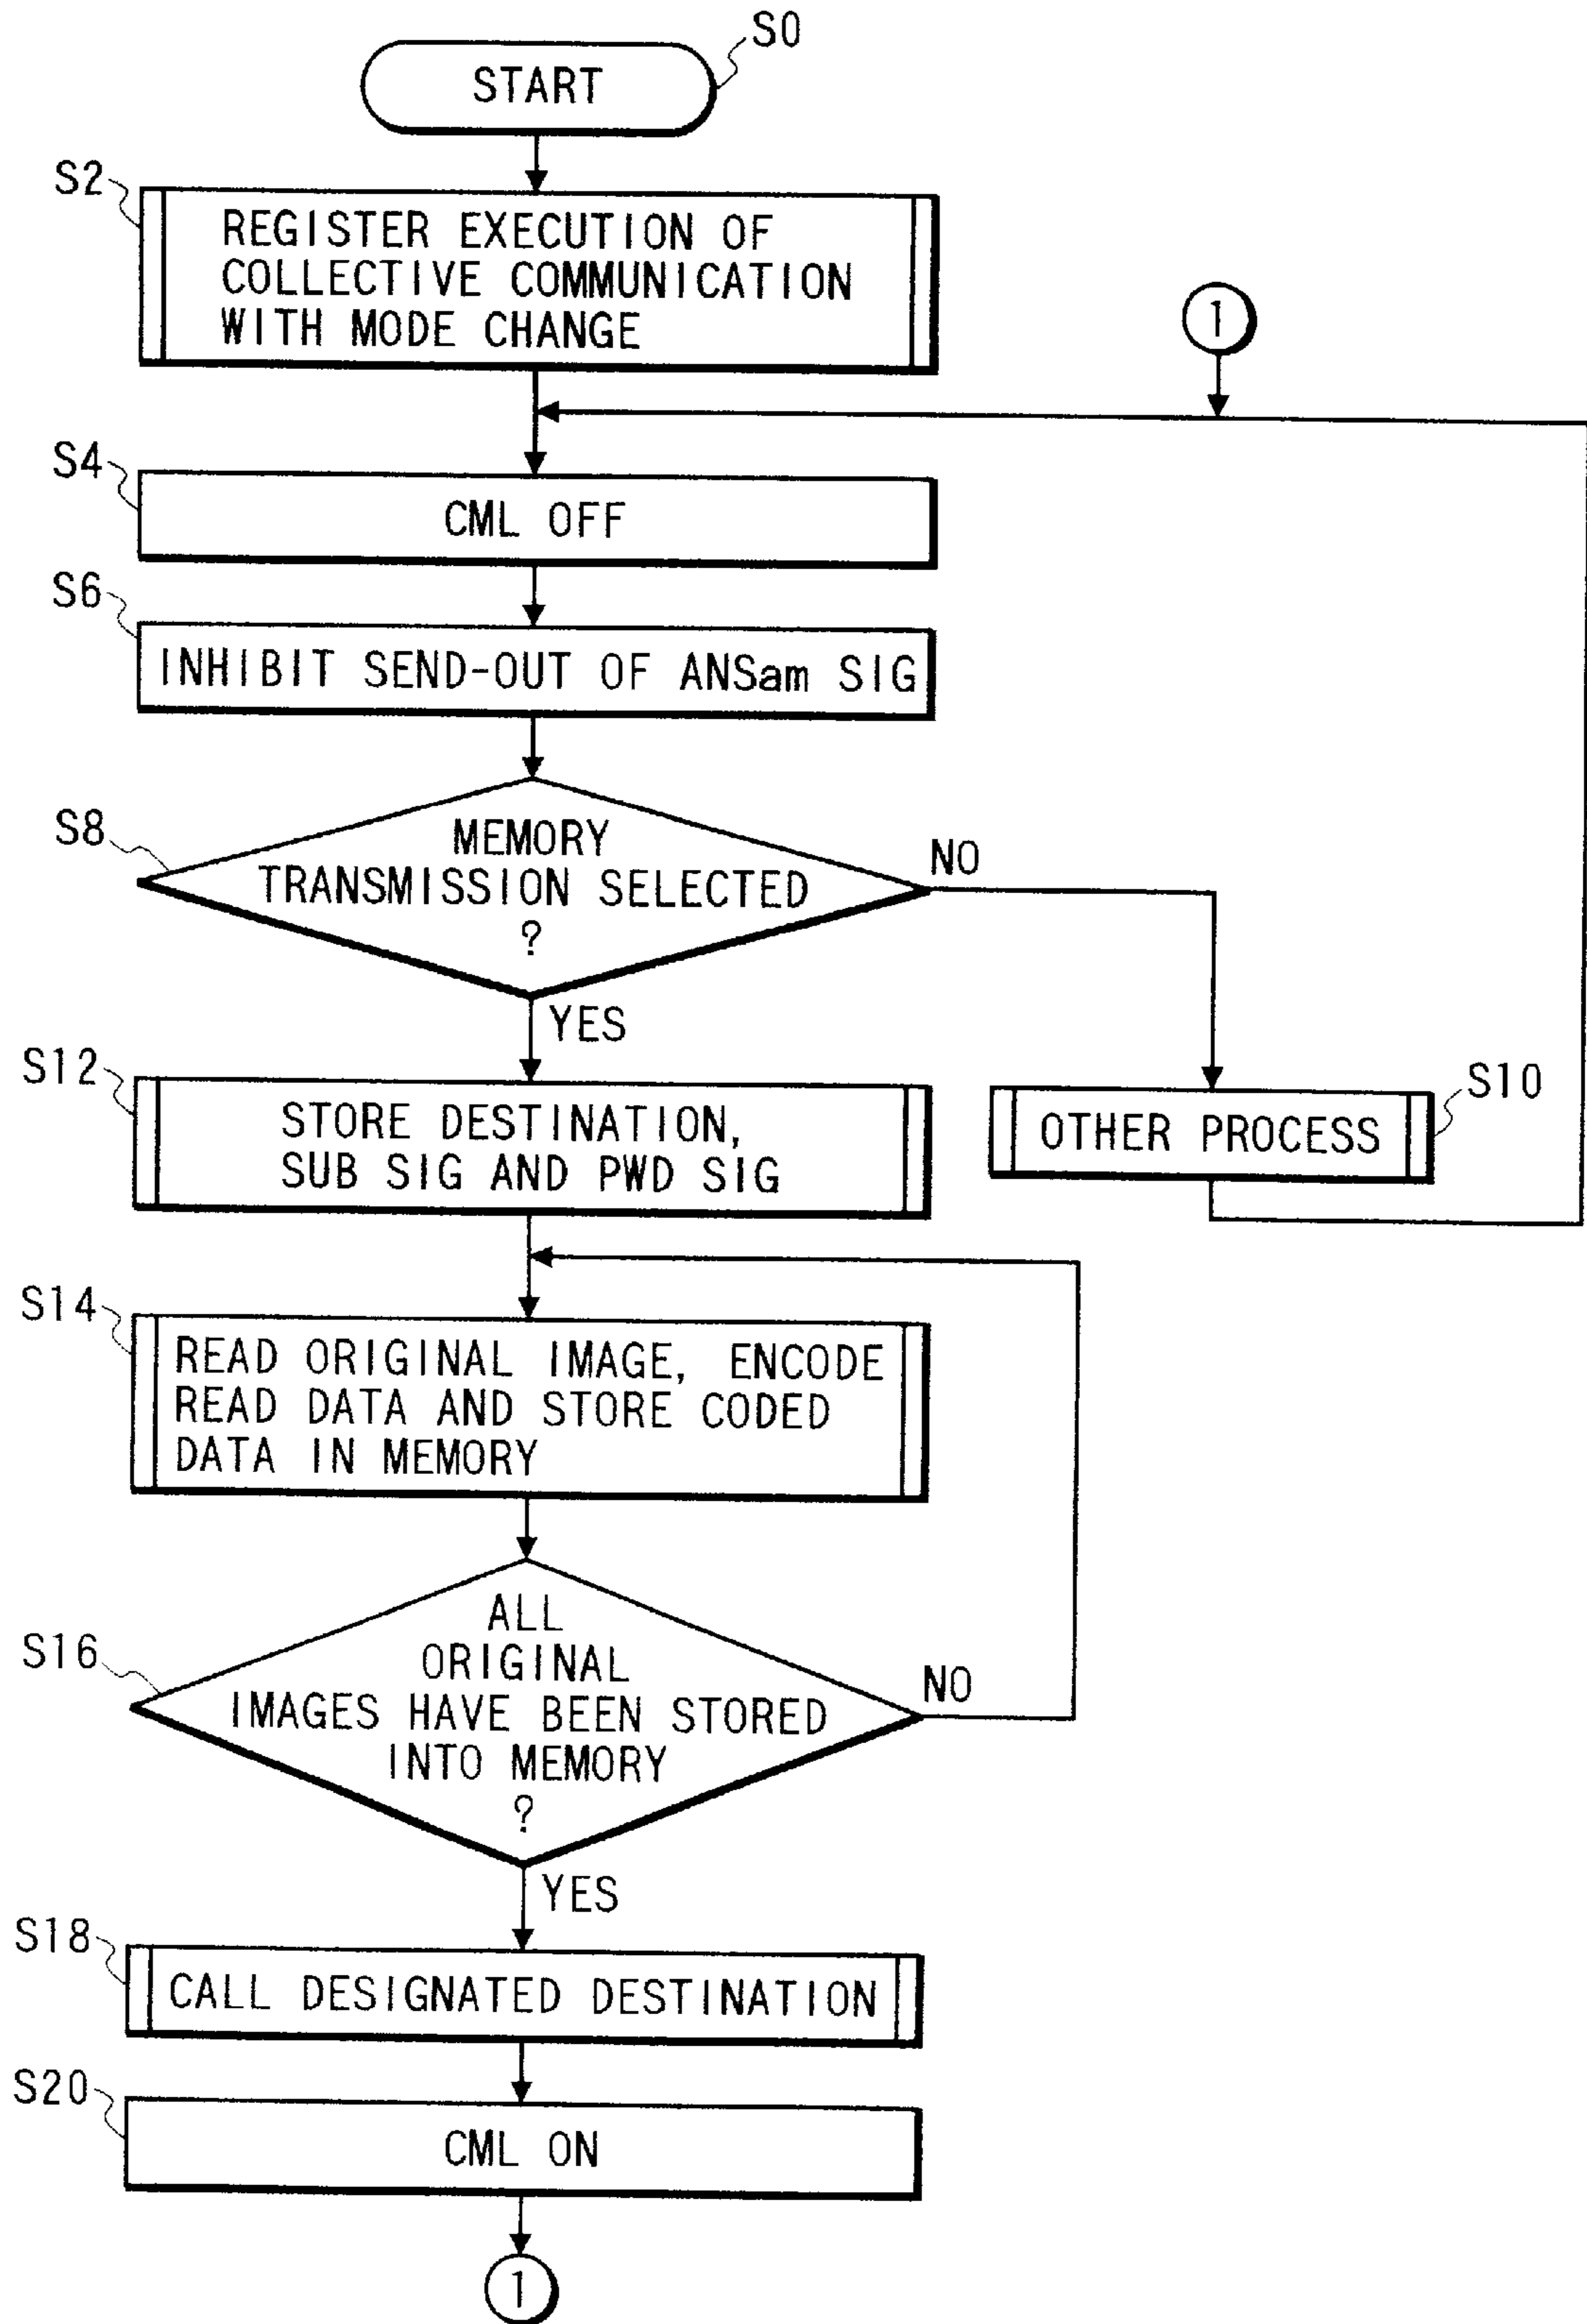 START
S0
S2
REGISTER EXECUTION OF
COLLECTIVE COMMUNICATION
WITH MODE CHANGE
1
S4
CML OFF
S6
INHIBIT SEND-OUT OF ANSam SIG
S8
MEMORY
TRANSMISSION SELECTED
?
NO
YES
S12
STORE DESTINATION,
SUB SIG AND PWD SIG
S10
OTHER PROCESS
S14
READ ORIGINAL IMAGE, ENCODE
READ DATA AND STORE CODED
DATA IN MEMORY
S16
ALL
ORIGINAL
IMAGES HAVE BEEN STORED
INTO MEMORY
?
NO
YES
S18
CALL DESIGNATED DESTINATION
S20
CML ON
1